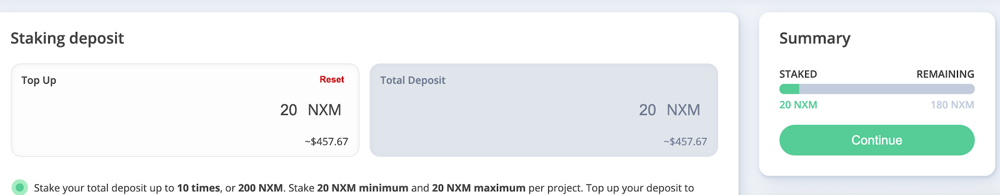 Staking deposit
Top Up
Reset
20 NXM
~$457.67
Total Deposit
20 NXM
~$457.67
Stake your total deposit up to 10 times, or 200 NXM. Stake 20 NXM minimum and 20 NXM maximum per project. Top up your deposit to
Summary
STAKED REMAINING
20 NXM 180 NXM
Continue